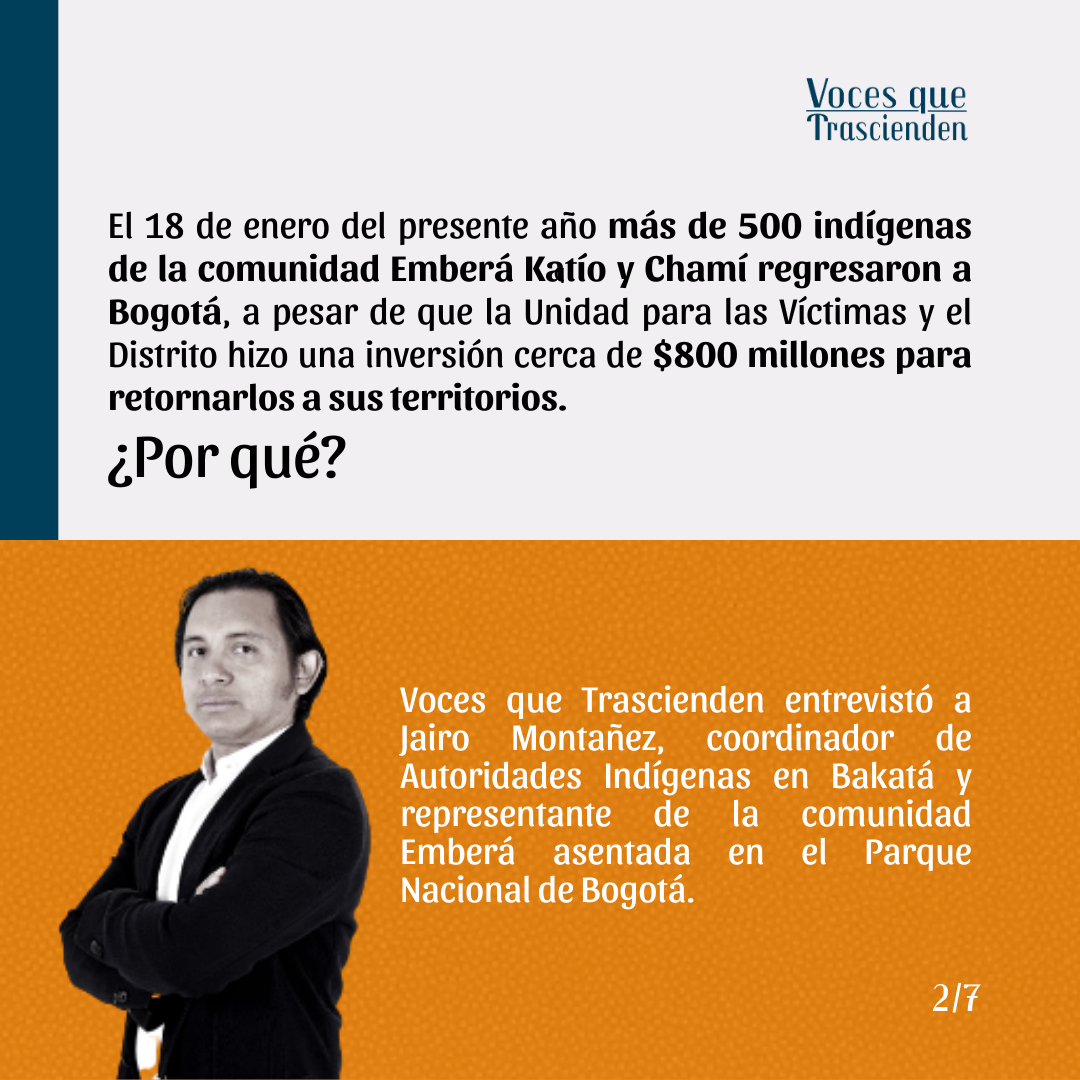 Voces que
Trascienden
El 18 de enero del presente año más de 500 indígenas
de la comunidad Emberá Katío y Chamí regresaron a
Bogotá, a pesar de que la Unidad para las Víctimas y el
Distrito hizo una inversión cerca de $800 millones para
retornarlos a sus territorios.
¿Por qué?
Voces que Trascienden entrevistó a
Jairo Montañez, coordinador de
Autoridades Indígenas en Bakatá y
representante de la comunidad
Emberá asentada en el Parque
Nacional de Bogotá.
2/7